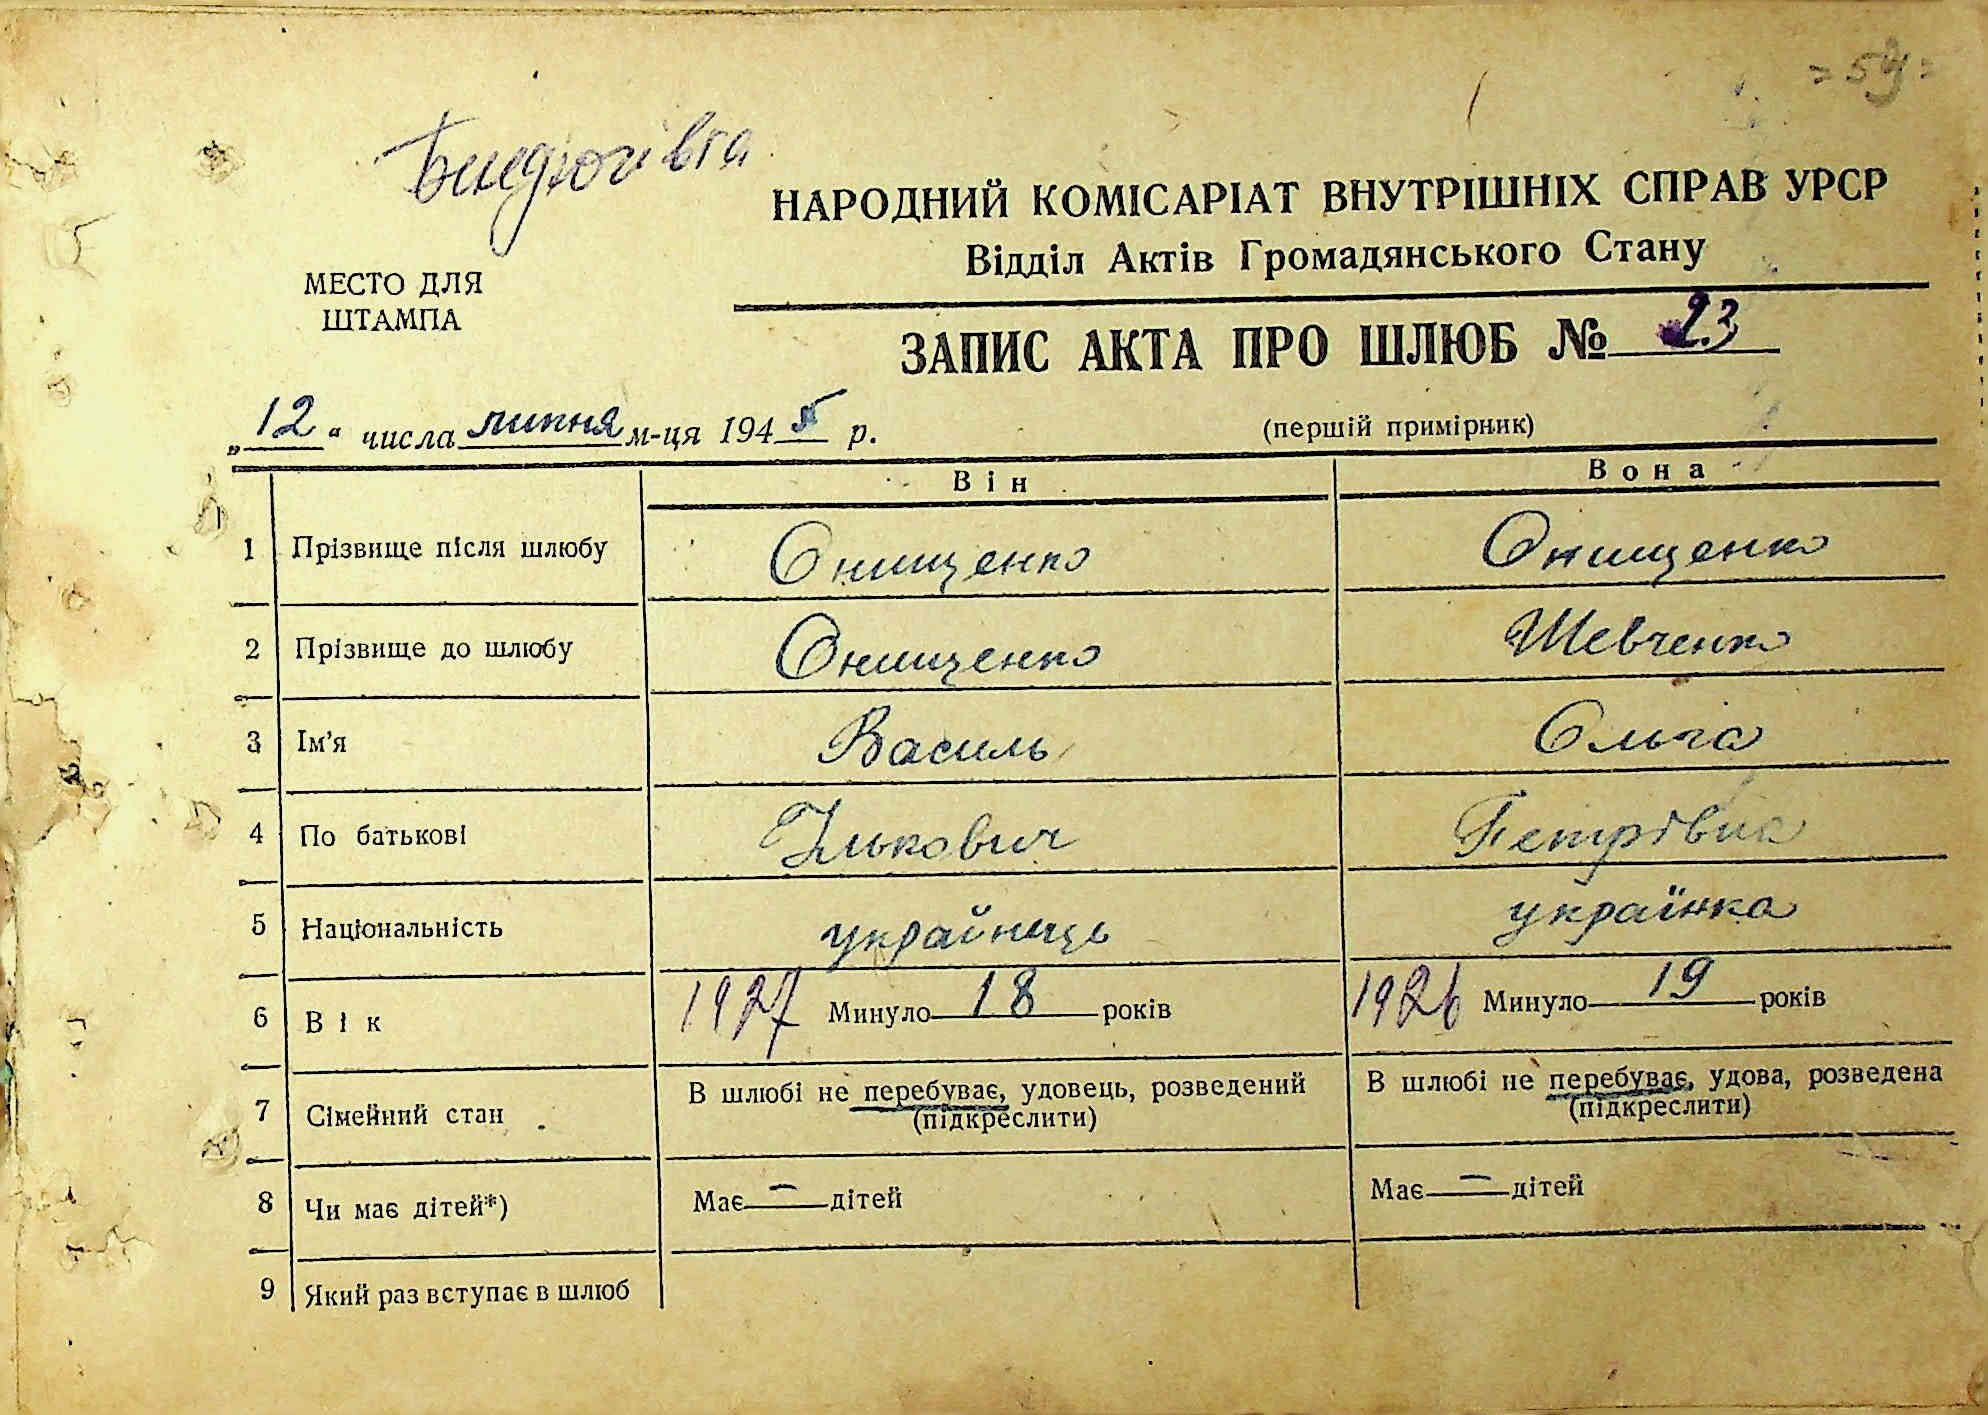 = 54 =
НАРОДНИЙ КОМІСАРІАТ ВНУТРІШНІХ СПРАВ УРСР
Відділ Актів Громадянського Стану
МЕСТО ДЛЯ
ШТАМПА
ЗАПИС АКТА ПРО ШЛЮБ № 23
„12“ числа липня м-ця 1945 р.
(першій примірник)
Він Вона
1 Прізвище після шлюбу Онищенко Онищенко
2 Прізвище до шлюбу Онищенко Шевченко
3 Ім'я Василь Ольга
4 По батькові Ількович Петрівна
5 Національність українець українка
6 Вік 1927 Минуло 18 років 1926 Минуло 19 років
7 Сімейний стан В шлюбі не перебуває, удовець, розведений В шлюбі не перебуває, удова, розведена
(підкреслити) (підкреслити)
8 Чи має дітей*) Має — дітей Має — дітей
9 Який раз вступає в шлюб